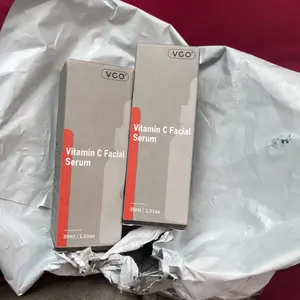 VGO
Vitamin C Facial
Serum
30ml / 1.01oz
VGO
Vitamin C Facial
Serum
30ml / 1.01oz